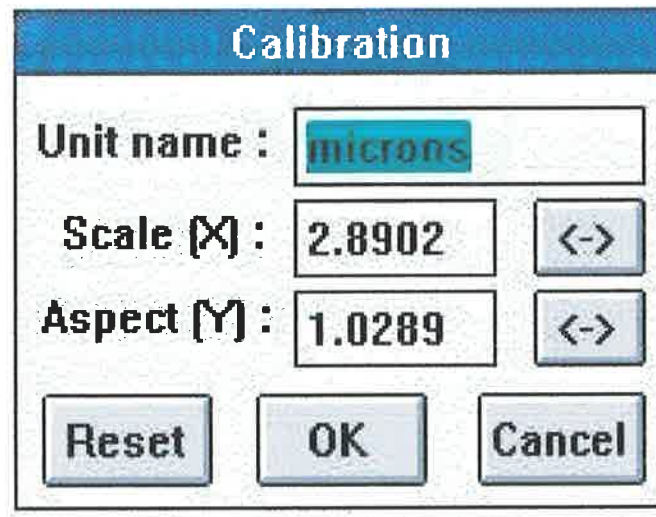 Calibration
Unit name : microns
Scale (X) : 2.8902 <->
Aspect (Y) : 1.0289 <->
Reset OK Cancel